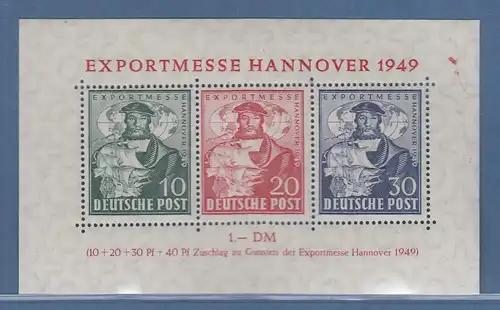 EXPORTMESSE HANNOVER 1949
EXPORTMESSE
HANNOVER 1949
10
DEUTSCHE POST
EXPORTMESSE
HANNOVER 1949
20
DEUTSCHE POST
EXPORTMESSE
HANNOVER 1949
30
DEUTSCHE POST
1.— DM
(10+20+30 Pf + 40 Pf Zuschlag zu Gunsten der Exportmesse Hannover 1949)